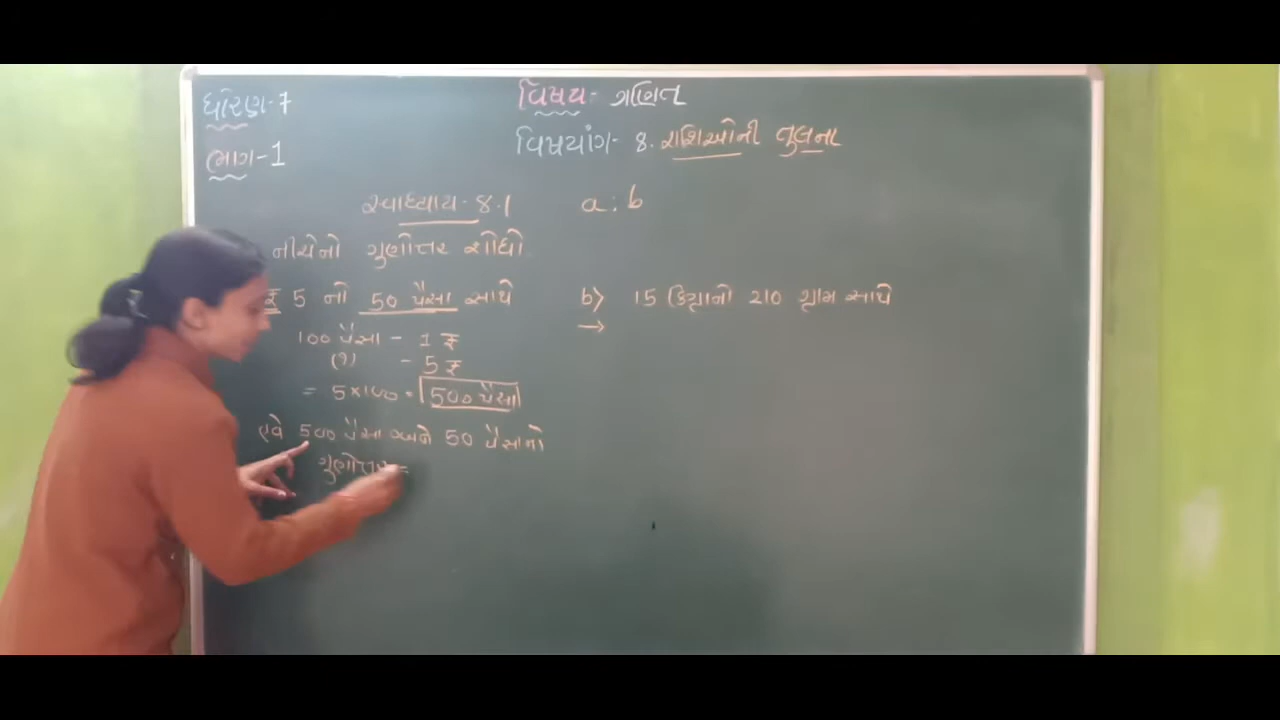 ધોરણ-7
ભાગ-1
વિષય- ગણિત
વિષયાંગ- 8. રાશિઓની તુલના
સ્વાધ્યાય- 8.1
a : b
નીચેનો ગુણોત્તર શોધો
₹ 5 નો 50 પૈસા સાથે
100 પૈસા - 1 ₹
(?) - 5 ₹
= 5×100 = 500 પૈસા
હવે 500 પૈસા અને 50 પૈસાનો
ગુણોત્તર =
b) 15 કિગ્રાનો 210 ગ્રામ સાથે
→